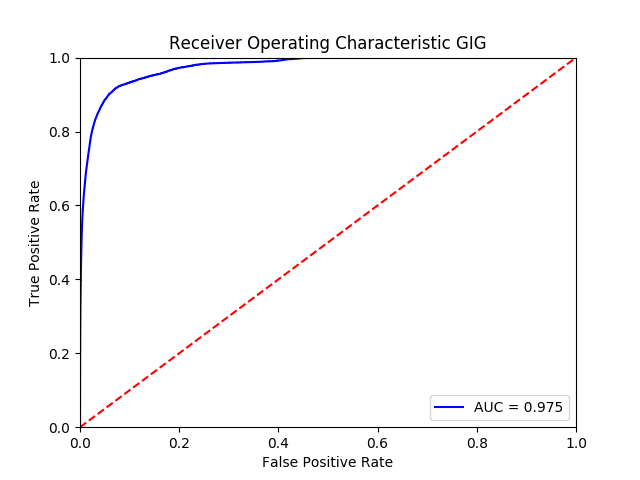 Receiver Operating Characteristic GIG
1.0
0.8
0.6
0.4
0.2
0.0
True Positive Rate
AUC = 0.975
0.0 0.2 0.4 0.6 0.8 1.0
False Positive Rate